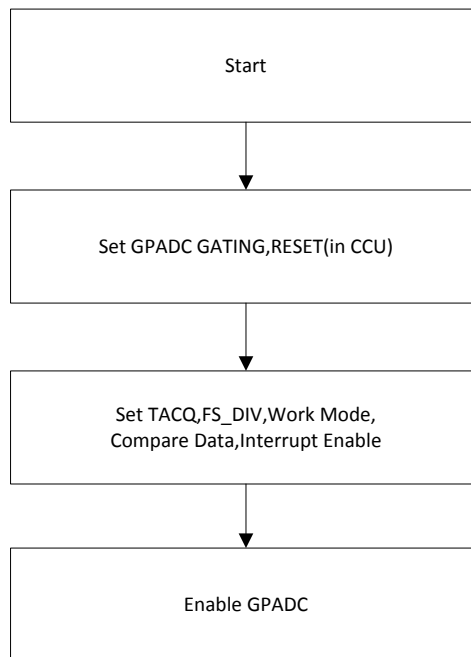 Start
Set GPADC GATING,RESET(in CCU)
Set TACQ,FS_DIV,Work Mode,
Compare Data,Interrupt Enable
Enable GPADC